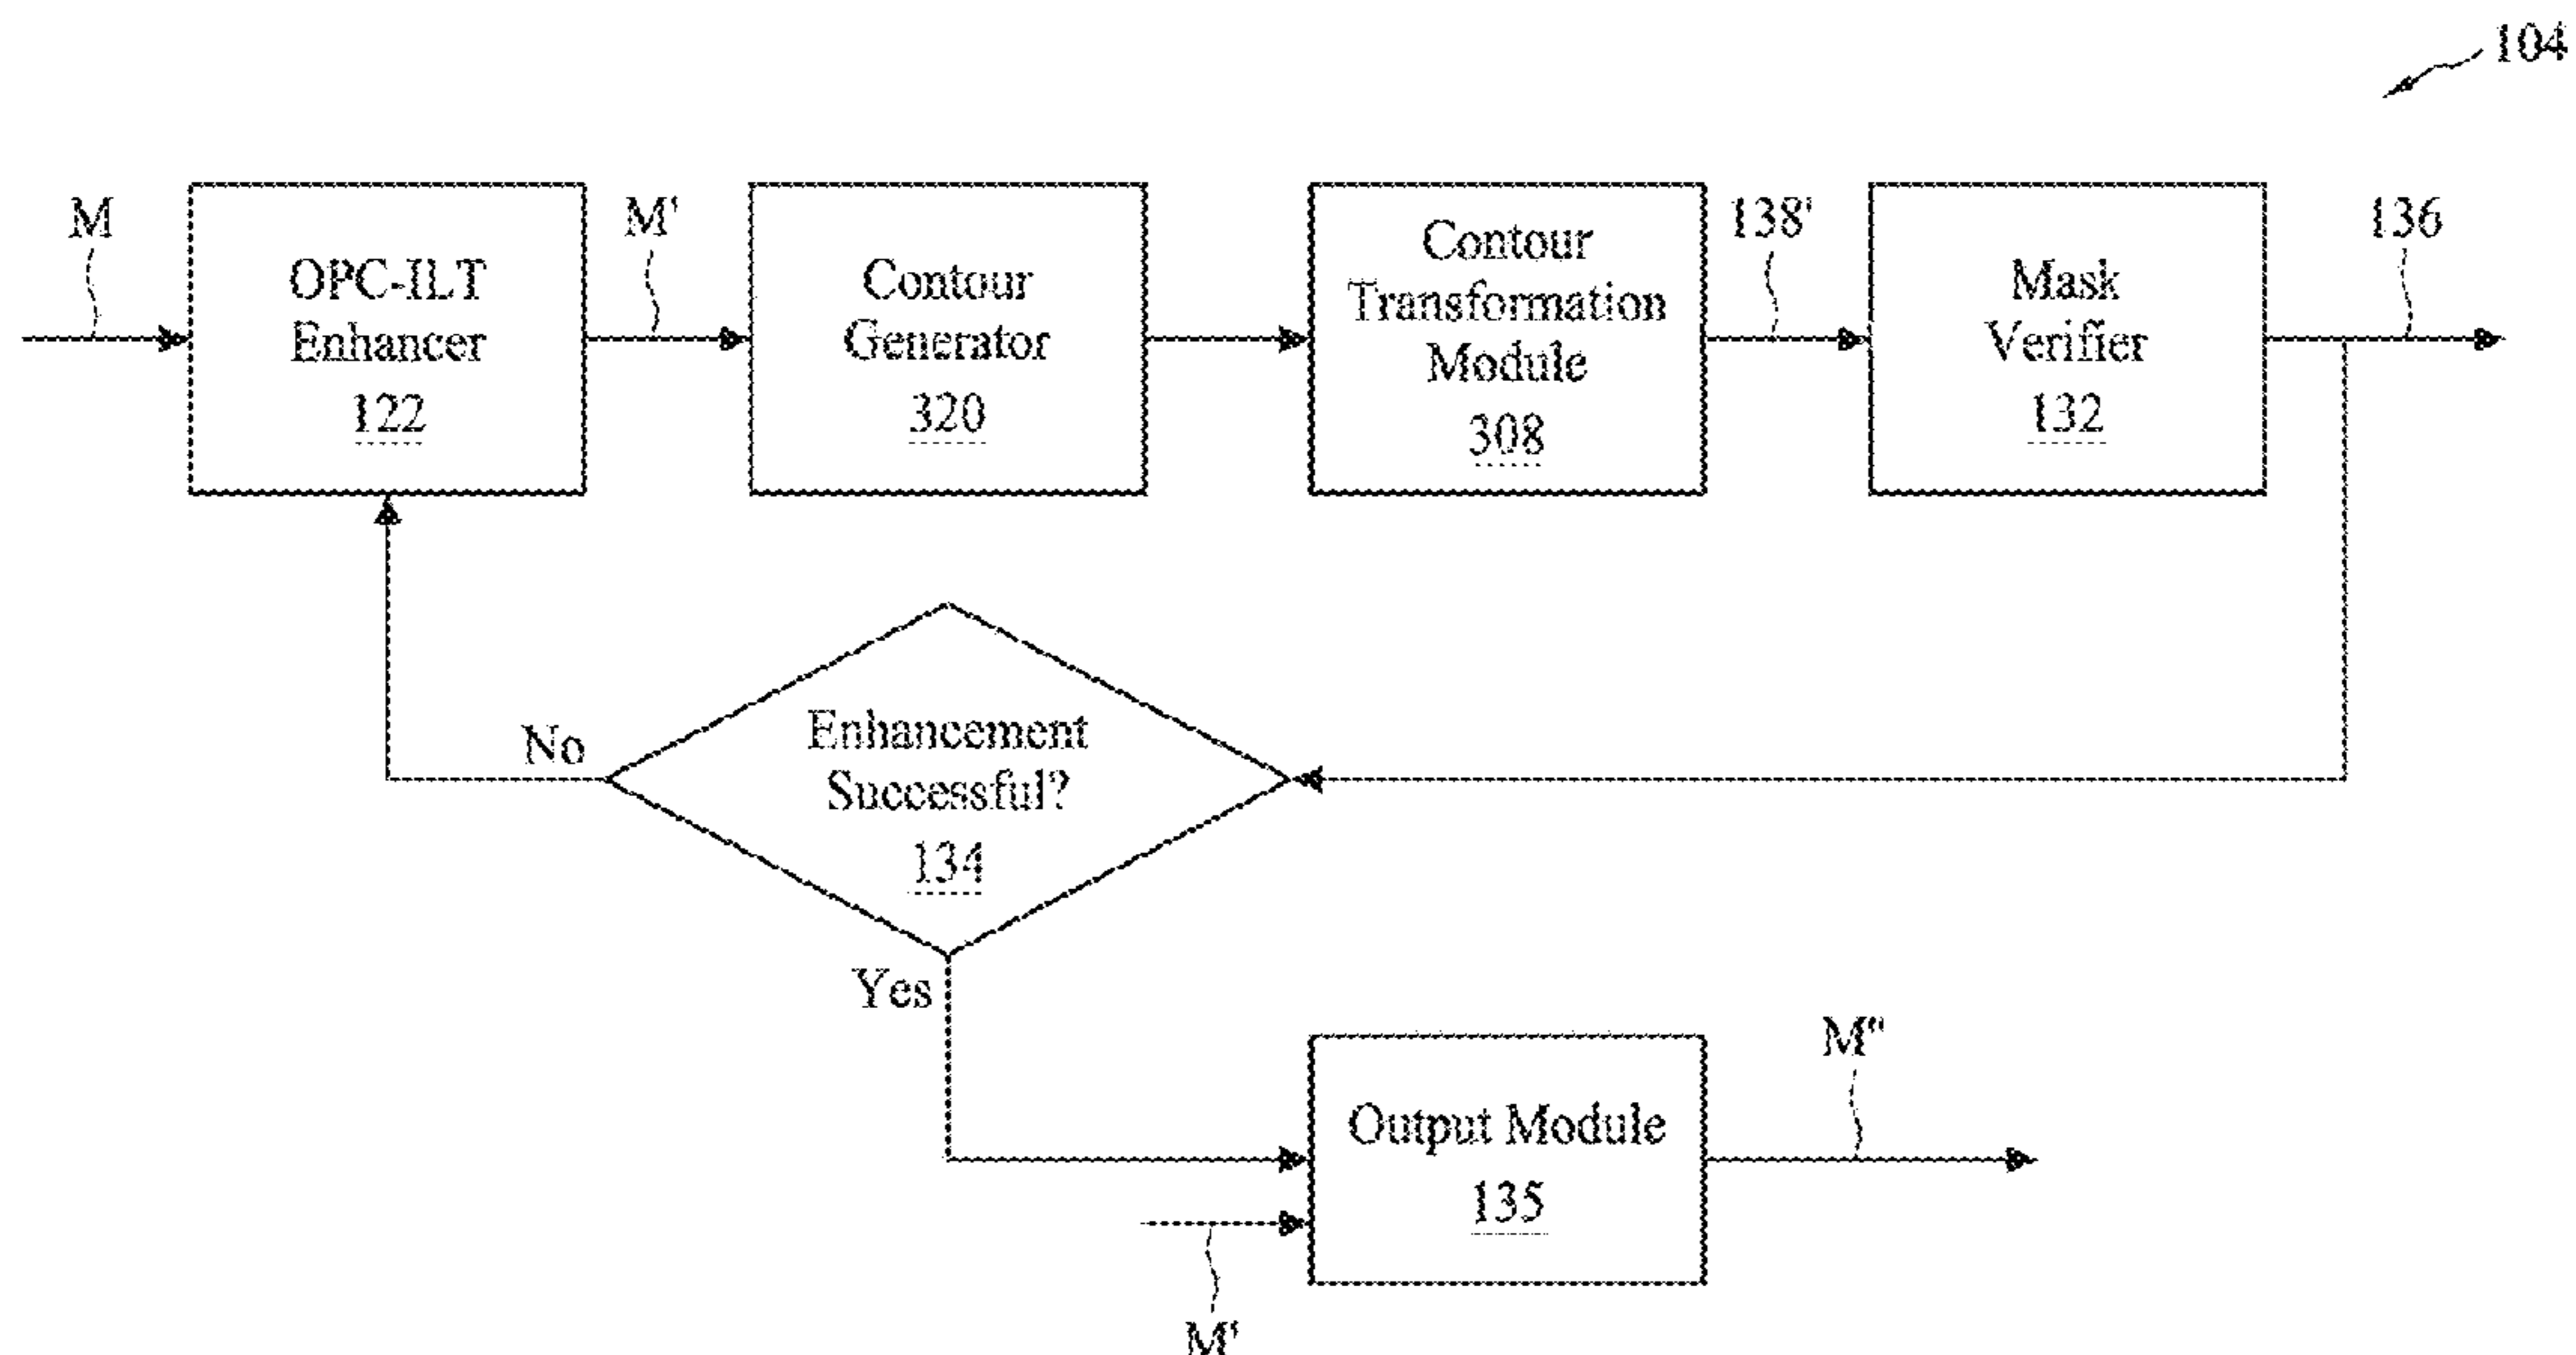 104
M
M'
138'
136
OPC-ILT
Enhancer
122
Contour
Generator
320
Contour
Transformation
Module
308
Mask
Verifier
132
No
Enhancement
Successful?
134
Yes
Output Module
135
M"
M'